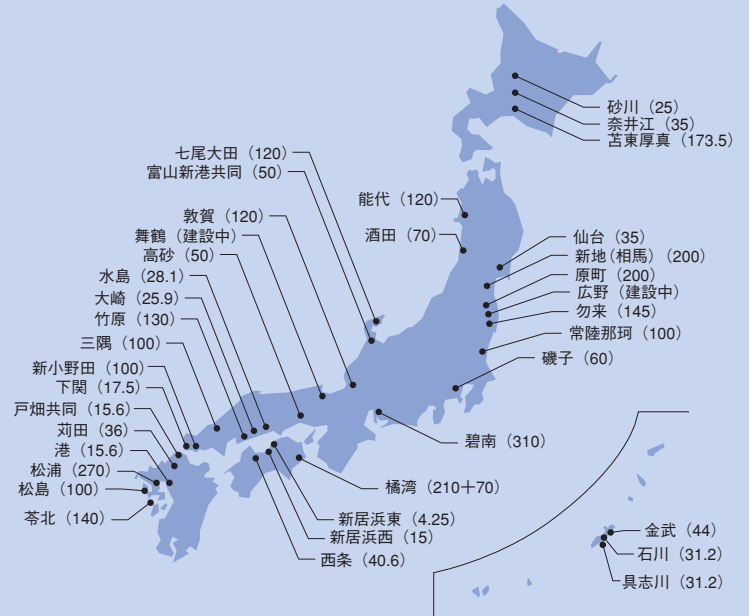 砂川（25）
奈井江（35）
苫東厚真（173.5）
七尾大田（120）
富山新港共同（50）
能代（120）
敦賀（120）
酒田（70）
舞鶴（建設中）
高砂（50）
仙台（35）
新地(相馬)（200）
水島（28.1）
原町（200）
大崎（25.9）
広野（建設中）
竹原（130）
勿来（145）
三隅（100）
常陸那珂（100）
新小野田（100）
磯子（60）
下関（17.5）
戸畑共同（15.6）
苅田（36）
碧南（310）
港（15.6）
松浦（270）
松島（100）
橘湾（210＋70）
苓北（140）
新居浜東（4.25）
新居浜西（15）
西条（40.6）
金武（44）
石川（31.2）
具志川（31.2）